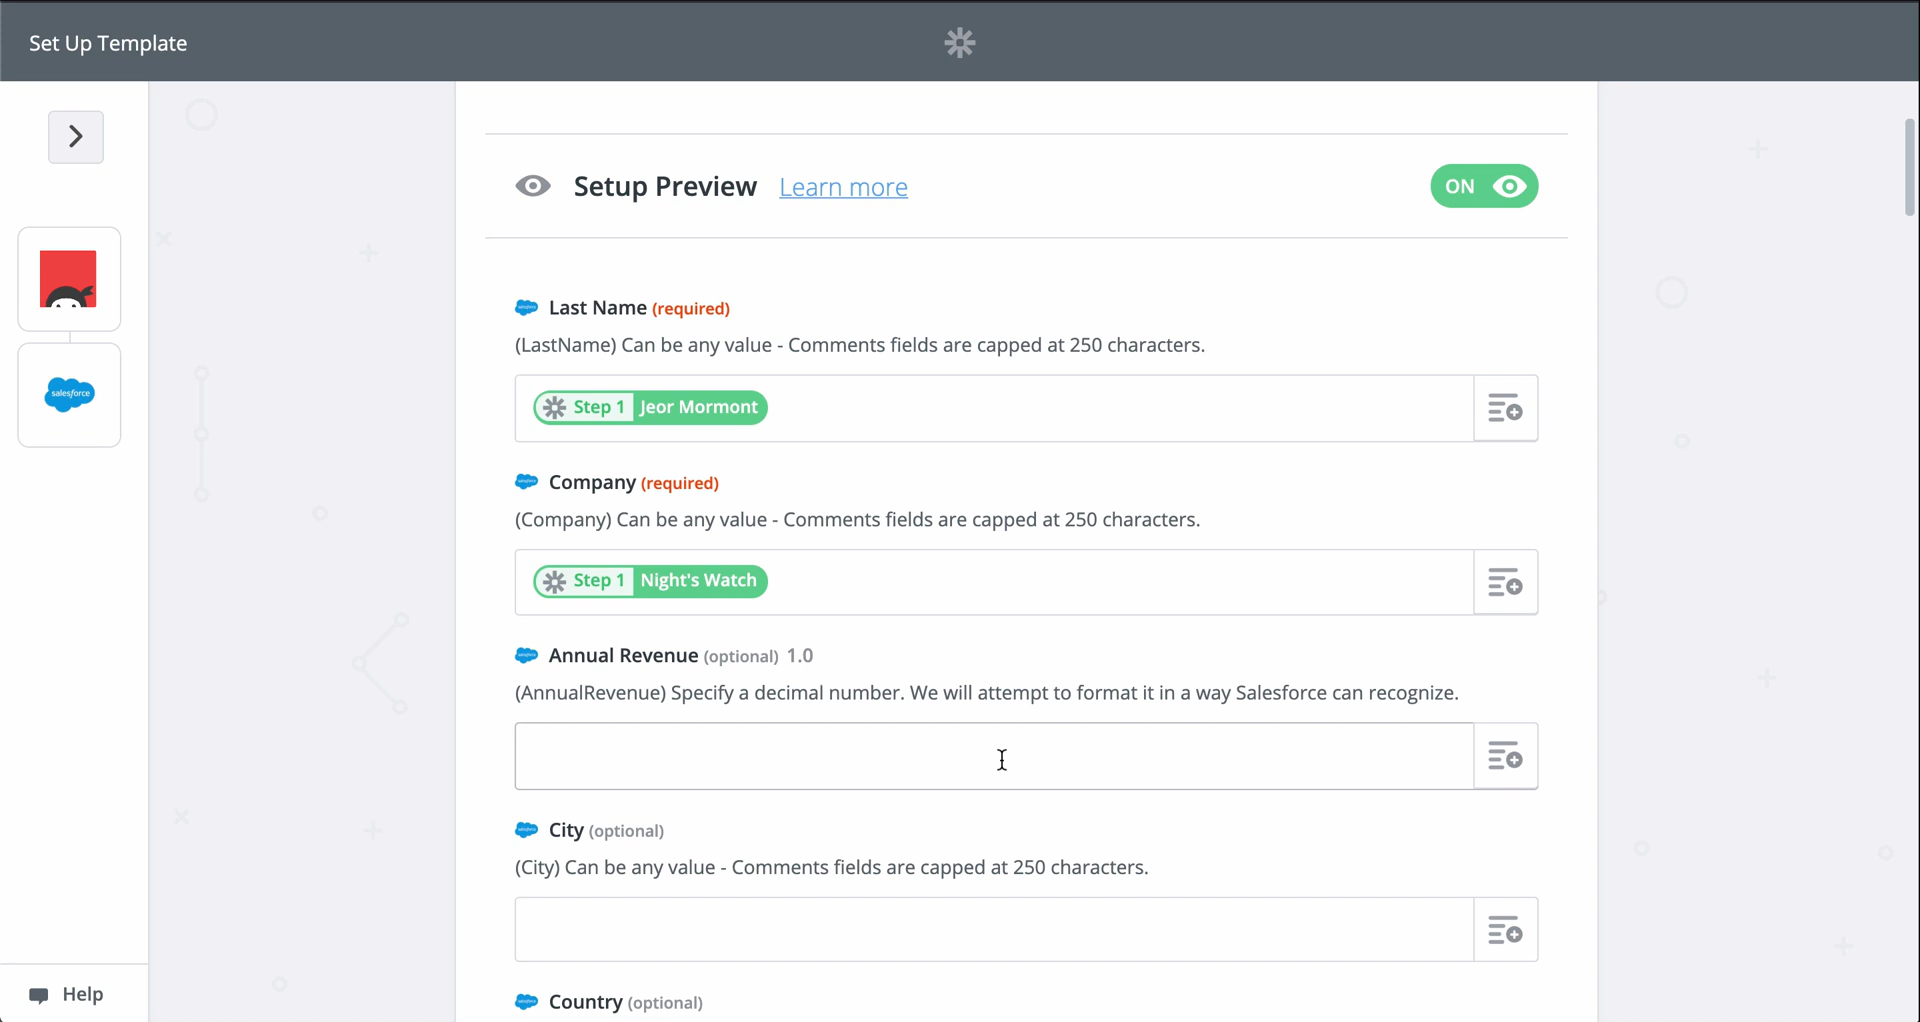 Set Up Template
Setup Preview Learn more ON
Last Name (required)
(LastName) Can be any value - Comments fields are capped at 250 characters.
Step 1 Jeor Mormont
salesforce
Company (required)
(Company) Can be any value - Comments fields are capped at 250 characters.
Step 1 Night's Watch
Annual Revenue (optional) 1.0
(AnnualRevenue) Specify a decimal number. We will attempt to format it in a way Salesforce can recognize.
City (optional)
(City) Can be any value - Comments fields are capped at 250 characters.
Country (optional)
Help